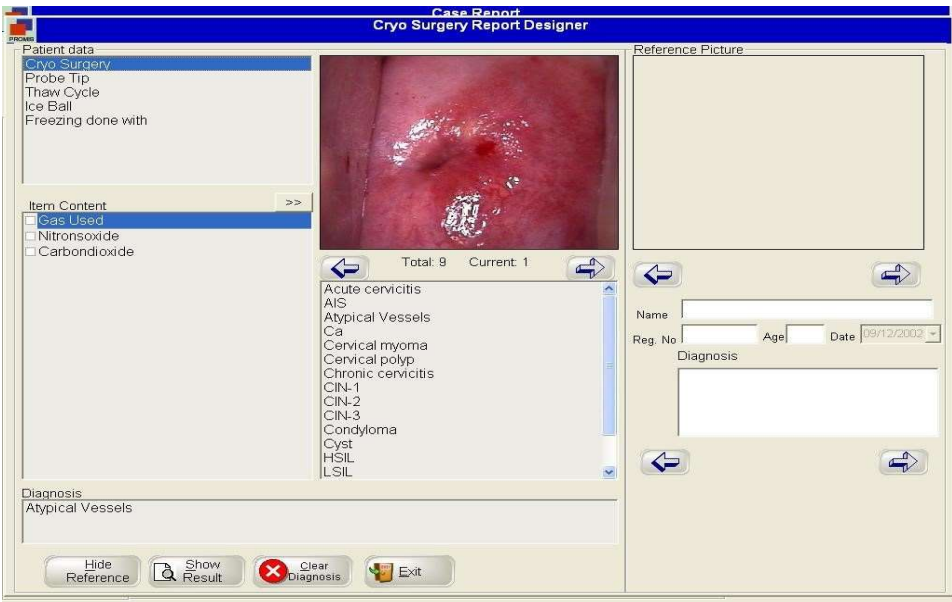 Case Report
Cryo Surgery Report Designer
PROMIS
Patient data
Cryo Surgery
Probe Tip
Thaw Cycle
Ice Ball
Freezing done with
Item Content
>>
Gas Used
Nitronsoxide
Carbondioxide
Total: 9 Current: 1
Acute cervicitis
AIS
Atypical Vessels
Ca
Cervical myoma
Cervical polyp
Chronic cervicitis
CIN-1
CIN-2
CIN-3
Condyloma
Cyst
HSIL
LSIL
Reference Picture
Name
Reg. No Age Date 09/12/2002
Diagnosis
Diagnosis
Atypical Vessels
Hide Reference
Show Result
Clear Diagnosis
Exit